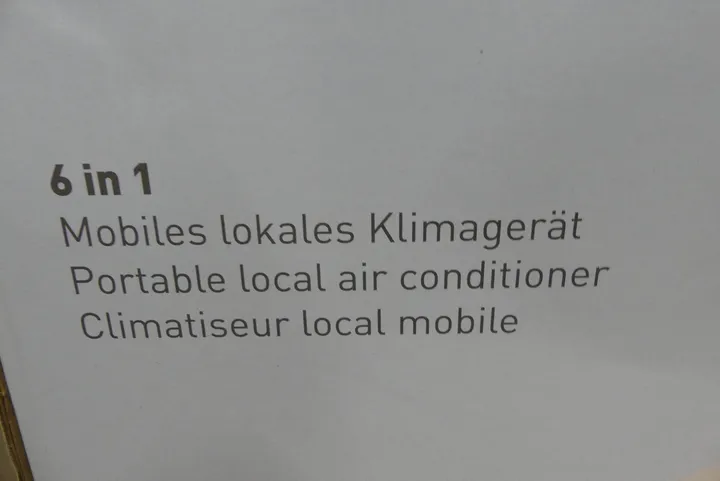 6 in 1
Mobiles lokales Klimagerät
Portable local air conditioner
Climatiseur local mobile